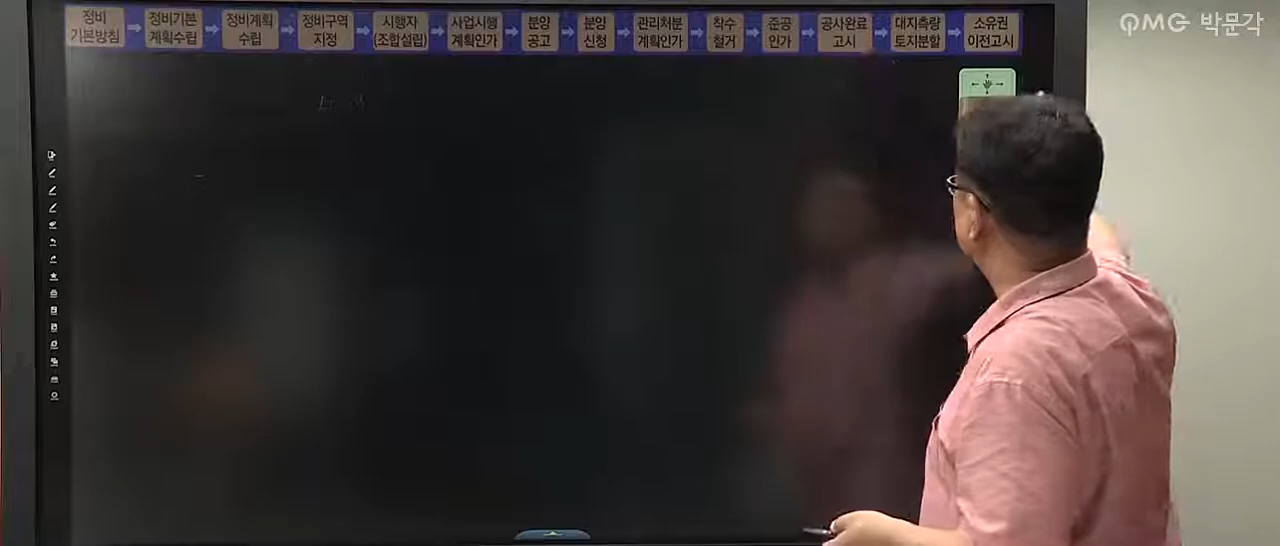 정비
기본방침
정비기본
계획수립
정비계획
수립
정비구역
지정
시행자
(조합설립)
사업시행
계획인가
분양
공고
분양
신청
관리처분
계획인가
착수
철거
준공
인가
공사완료
고시
대지측량
토지분할
소유권
이전고시
QMG 박문각